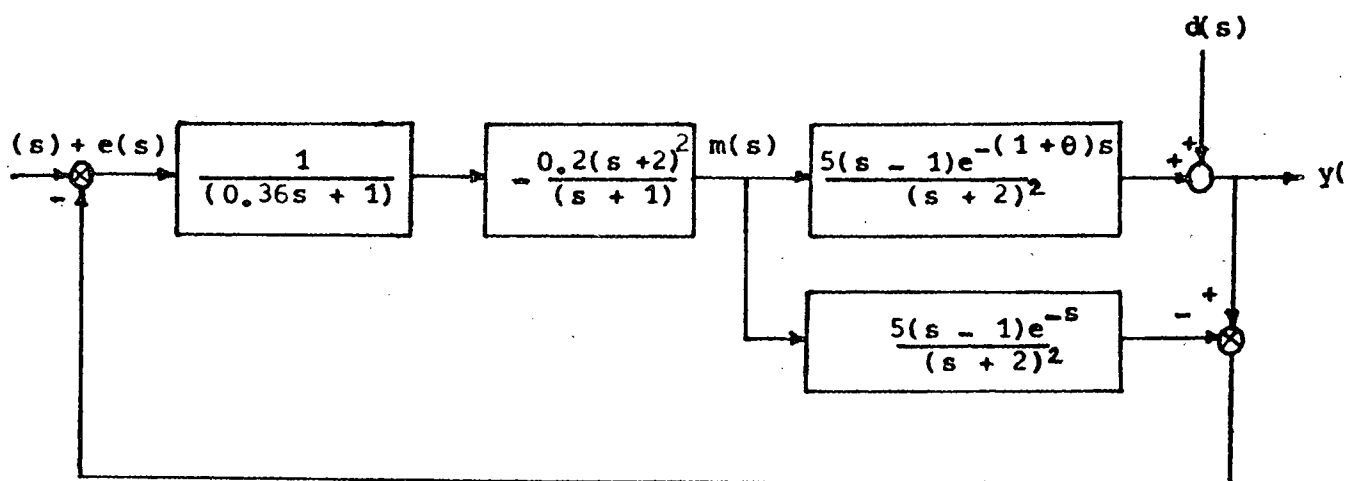 d(s)
(s) + e(s)
1
(0.36s + 1)
- 0.2(s +2)²
(s + 1)
m(s)
5(s - 1)e^-(1+θ)s
(s + 2)²
+
+
y(
-
5(s - 1)e^-s
(s + 2)²
-
+